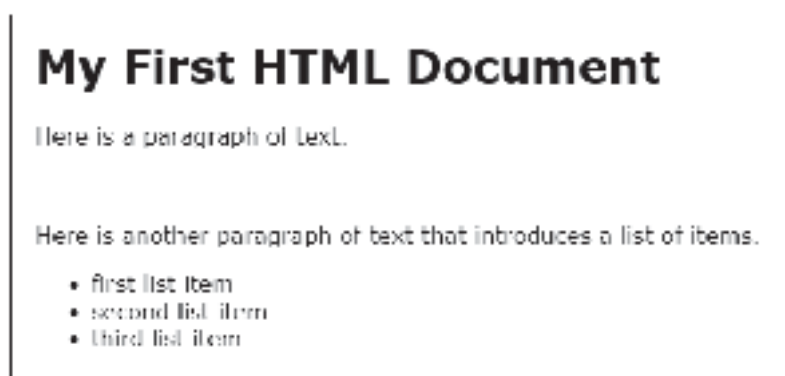 My First HTML Document
Here is a paragraph of text.
Here is another paragraph of text that introduces a list of items.
first list item
second list item
third list item